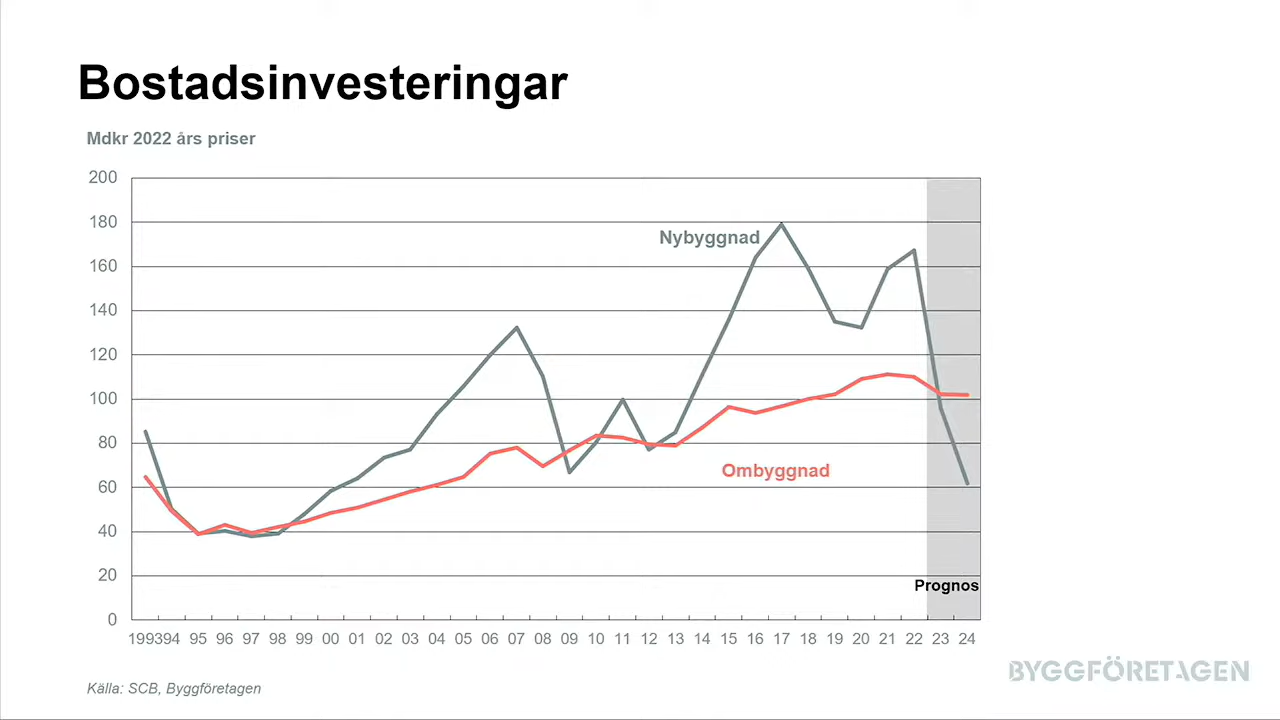 Bostadsinvesteringar
Mdkr 2022 års priser
200
180
160
140
120
100
80
60
40
20
0
Nybyggnad
Ombyggnad
Prognos
1993 94 95 96 97 98 99 00 01 02 03 04 05 06 07 08 09 10 11 12 13 14 15 16 17 18 19 20 21 22 23 24
Källa: SCB, Byggföretagen
BYGGFÖRETAGEN